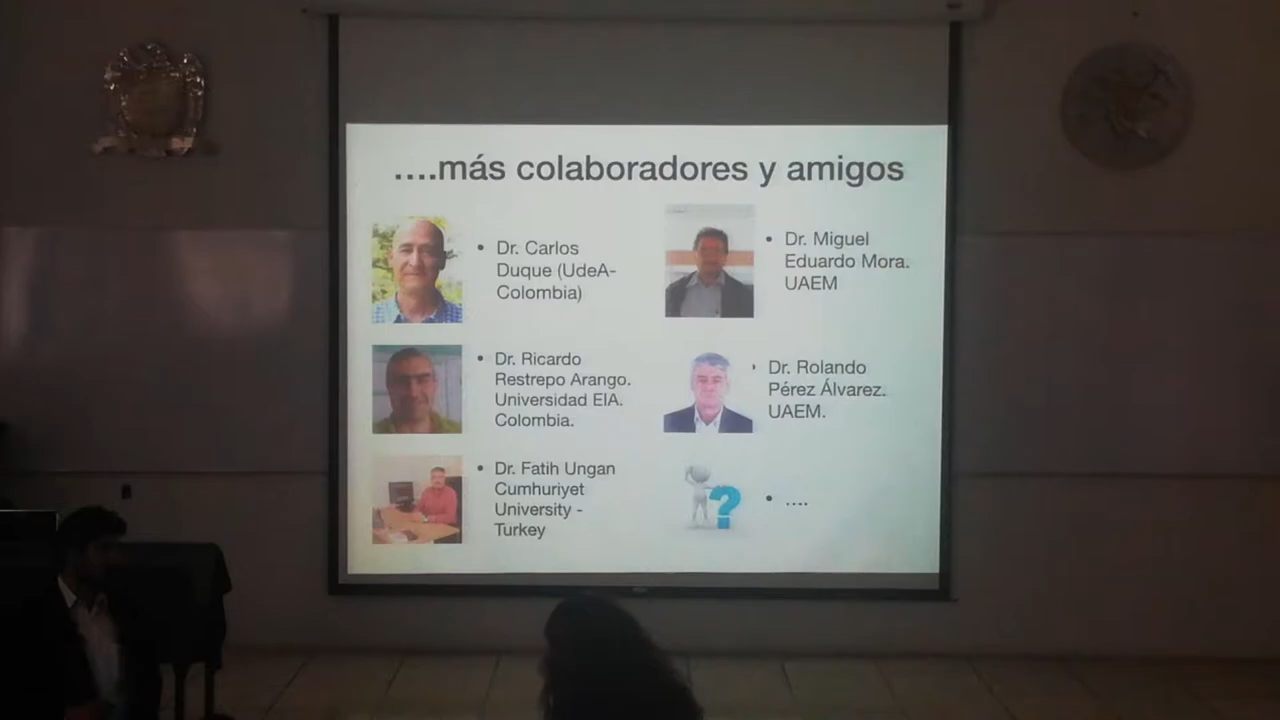 ....más colaboradores y amigos
• Dr. Carlos
Duque (UdeA-
Colombia)
• Dr. Miguel
Eduardo Mora.
UAEM
• Dr. Ricardo
Restrepo Arango.
Universidad EIA.
Colombia.
• Dr. Rolando
Pérez Álvarez.
UAEM.
• Dr. Fatih Ungan
Cumhuriyet
University -
Turkey
?
• ....